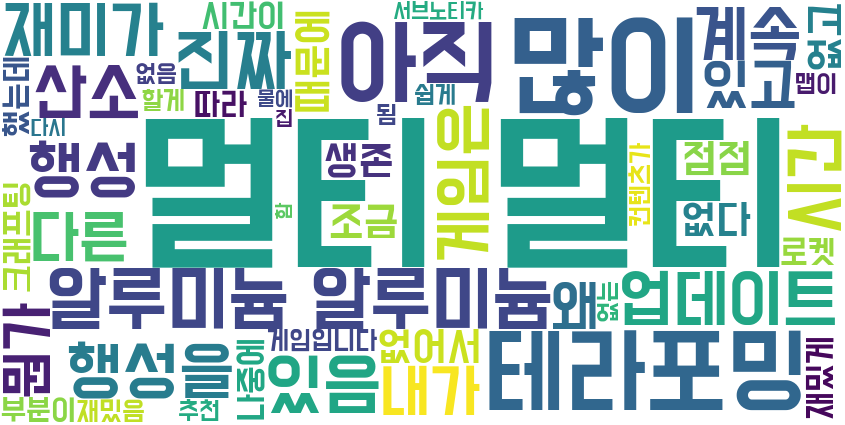 재미가
시간이
진짜
때문에
서브노티카
아직
많이
계속
있고
고
없
맵이
했는데
산소
없음
할게
따라
물에
집
쉽게
됨
다시
행성
멀티 멀티
생존
게임은
컨텐츠가
점점
간
시
크래프팅
다른
함
조금
없다
로켓
알루미늄 알루미늄
왜
없는
업데이트
뭔가
행성을
나중에
게임입니다
있음
없어서
내가
테라포밍
재밌게
부분이
재밌음
추천